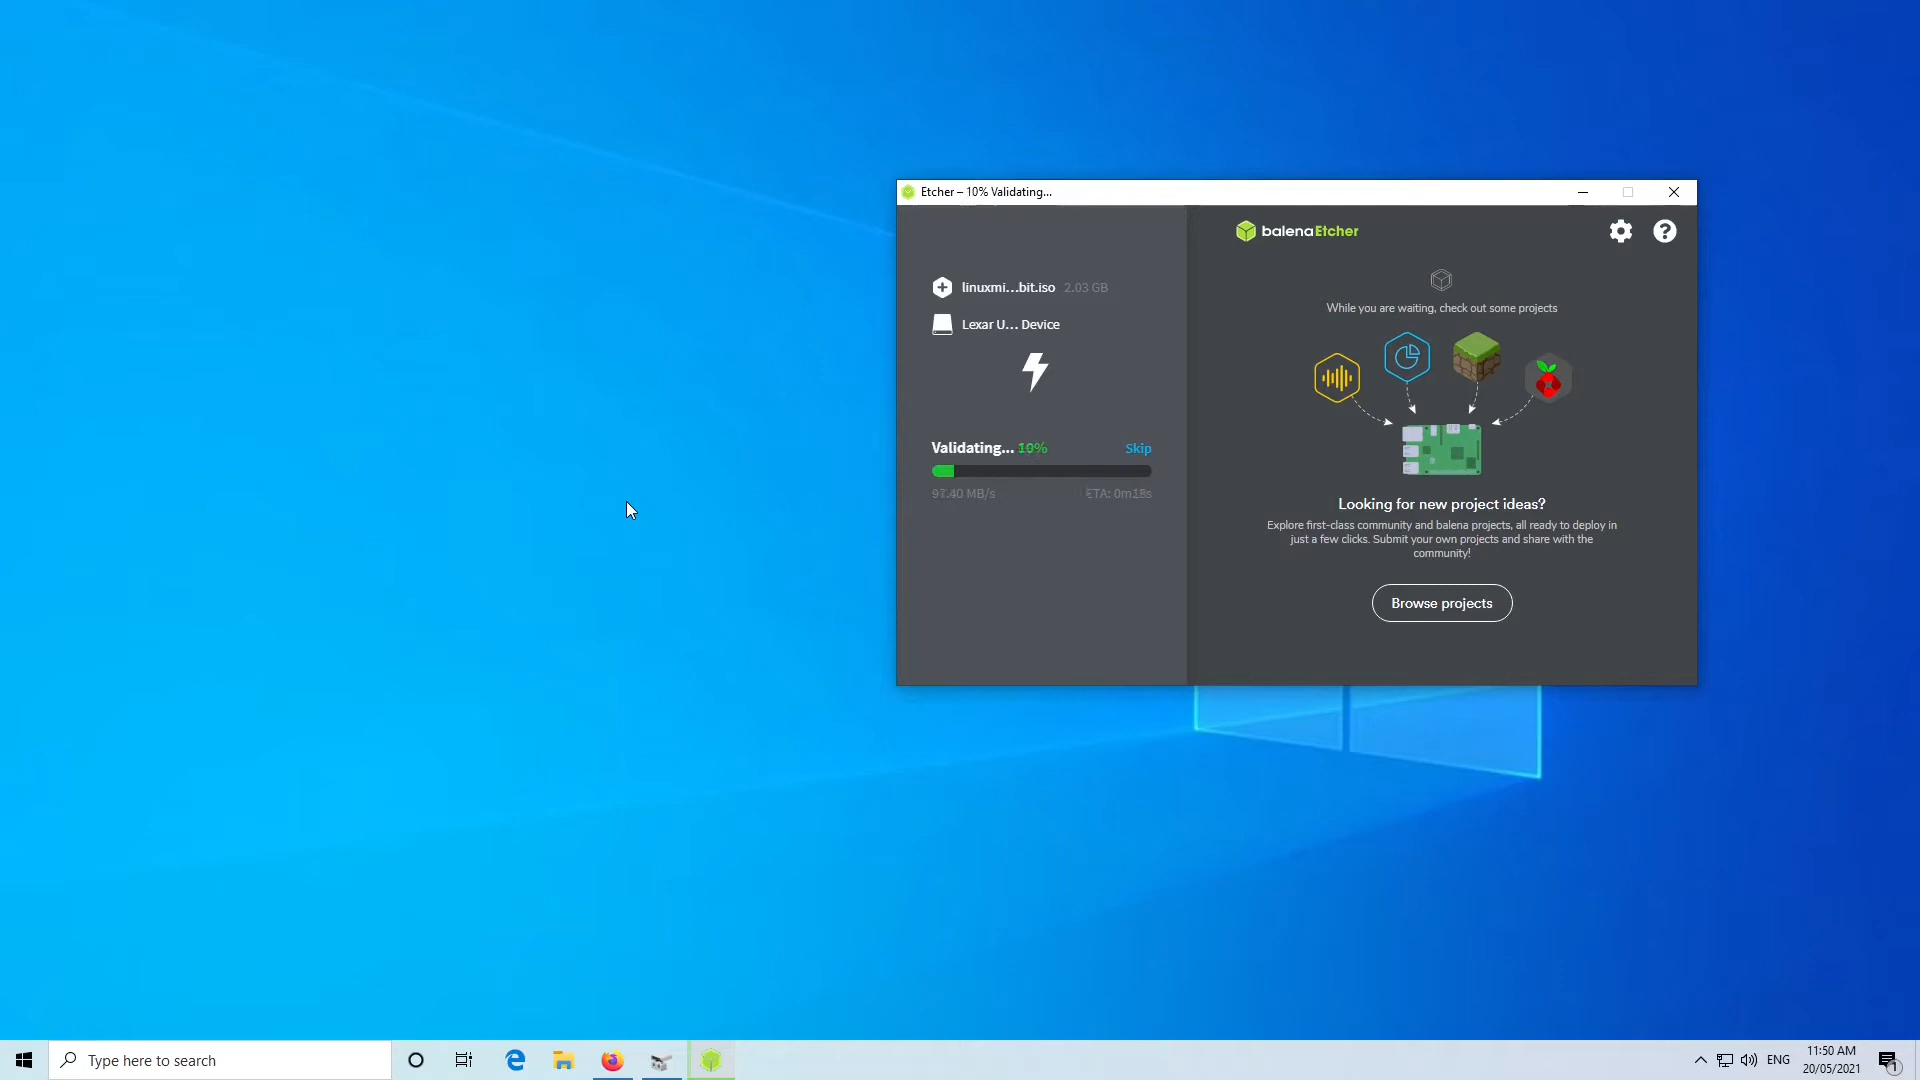 Etcher – 10% Validating...
balenaEtcher
linuxmi...bit.iso 2.03 GB
Lexar U... Device
Validating... 10% Skip
97.40 MB/s ETA: 0m18s
While you are waiting, check out some projects
Looking for new project ideas?
Explore first-class community and balena projects, all ready to deploy in
just a few clicks. Submit your own projects and share with the
community!
Browse projects
Type here to search
ENG
11:50 AM
20/05/2021
1